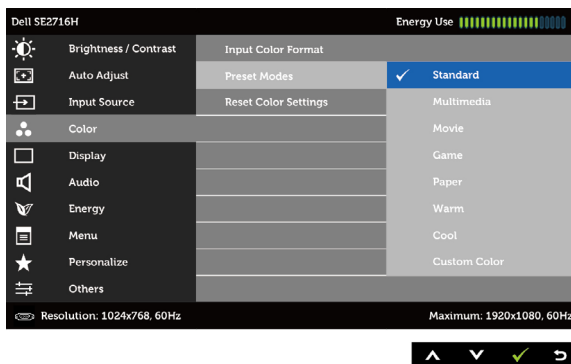 Dell SE2716H
Energy Use
Brightness / Contrast
Auto Adjust
Input Source
Color
Display
Audio
Energy
Menu
Personalize
Others
Input Color Format
Preset Modes
Reset Color Settings
Standard
Multimedia
Movie
Game
Paper
Warm
Cool
Custom Color
Resolution: 1024x768, 60Hz
Maximum: 1920x1080, 60Hz